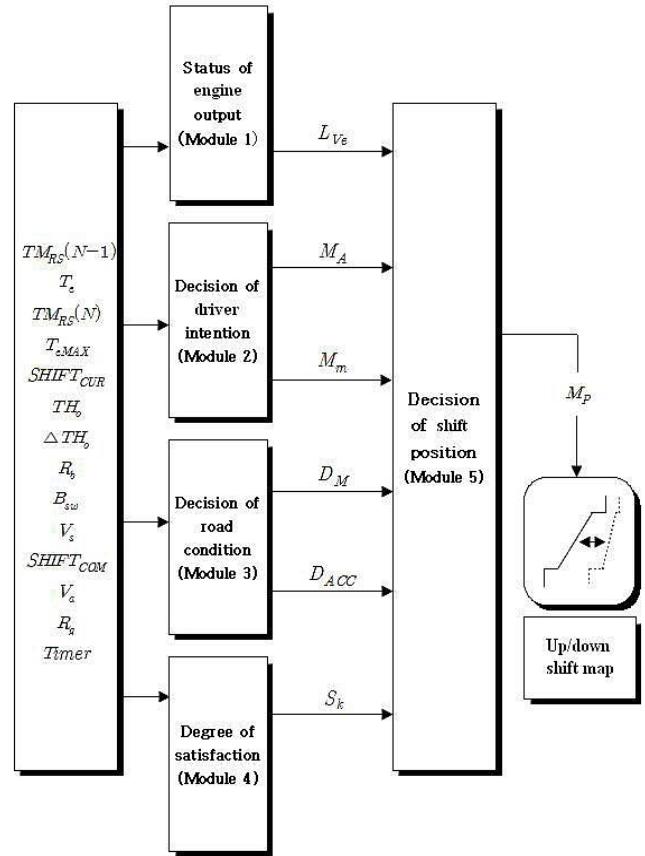 TM_RS(N-1)
T_e
TM_RS(N)
T_eMAX
SHIFT_CUR
TH_o
△TH_o
R_b
B_sw
V_s
SHIFT_COM
V_a
R_g
Timer
Status of
engine
output
(Module 1)
Decision of
driver
intention
(Module 2)
Decision of
road
condition
(Module 3)
Degree of
satisfaction
(Module 4)
L_Ve
M_A
M_m
D_M
D_ACC
S_k
Decision
of shift
position
(Module 5)
M_P
Up/down
shift map